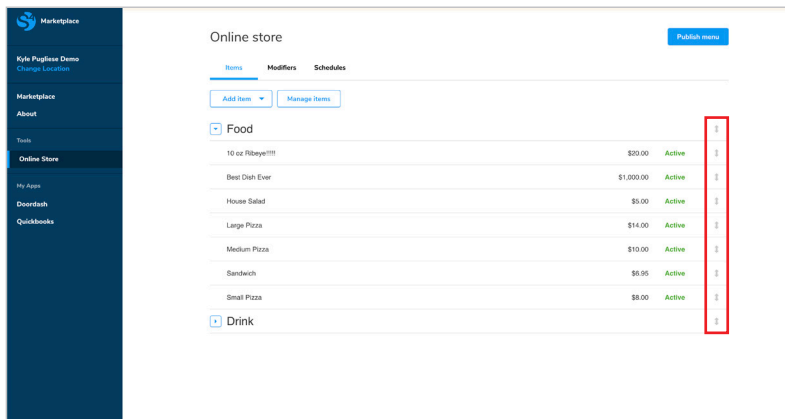 Marketplace
Kyle Pugliese Demo
Change Location
Marketplace
About
Tools
Online Store
My Apps
Doordash
Quickbooks
Online store
Publish menu
Items Modifiers Schedules
Add item Manage items
Food
10 oz Ribeye!!!!! $20.00 Active
Best Dish Ever $1,000.00 Active
House Salad $5.00 Active
Large Pizza $14.00 Active
Medium Pizza $10.00 Active
Sandwich $6.95 Active
Small Pizza $8.00 Active
Drink